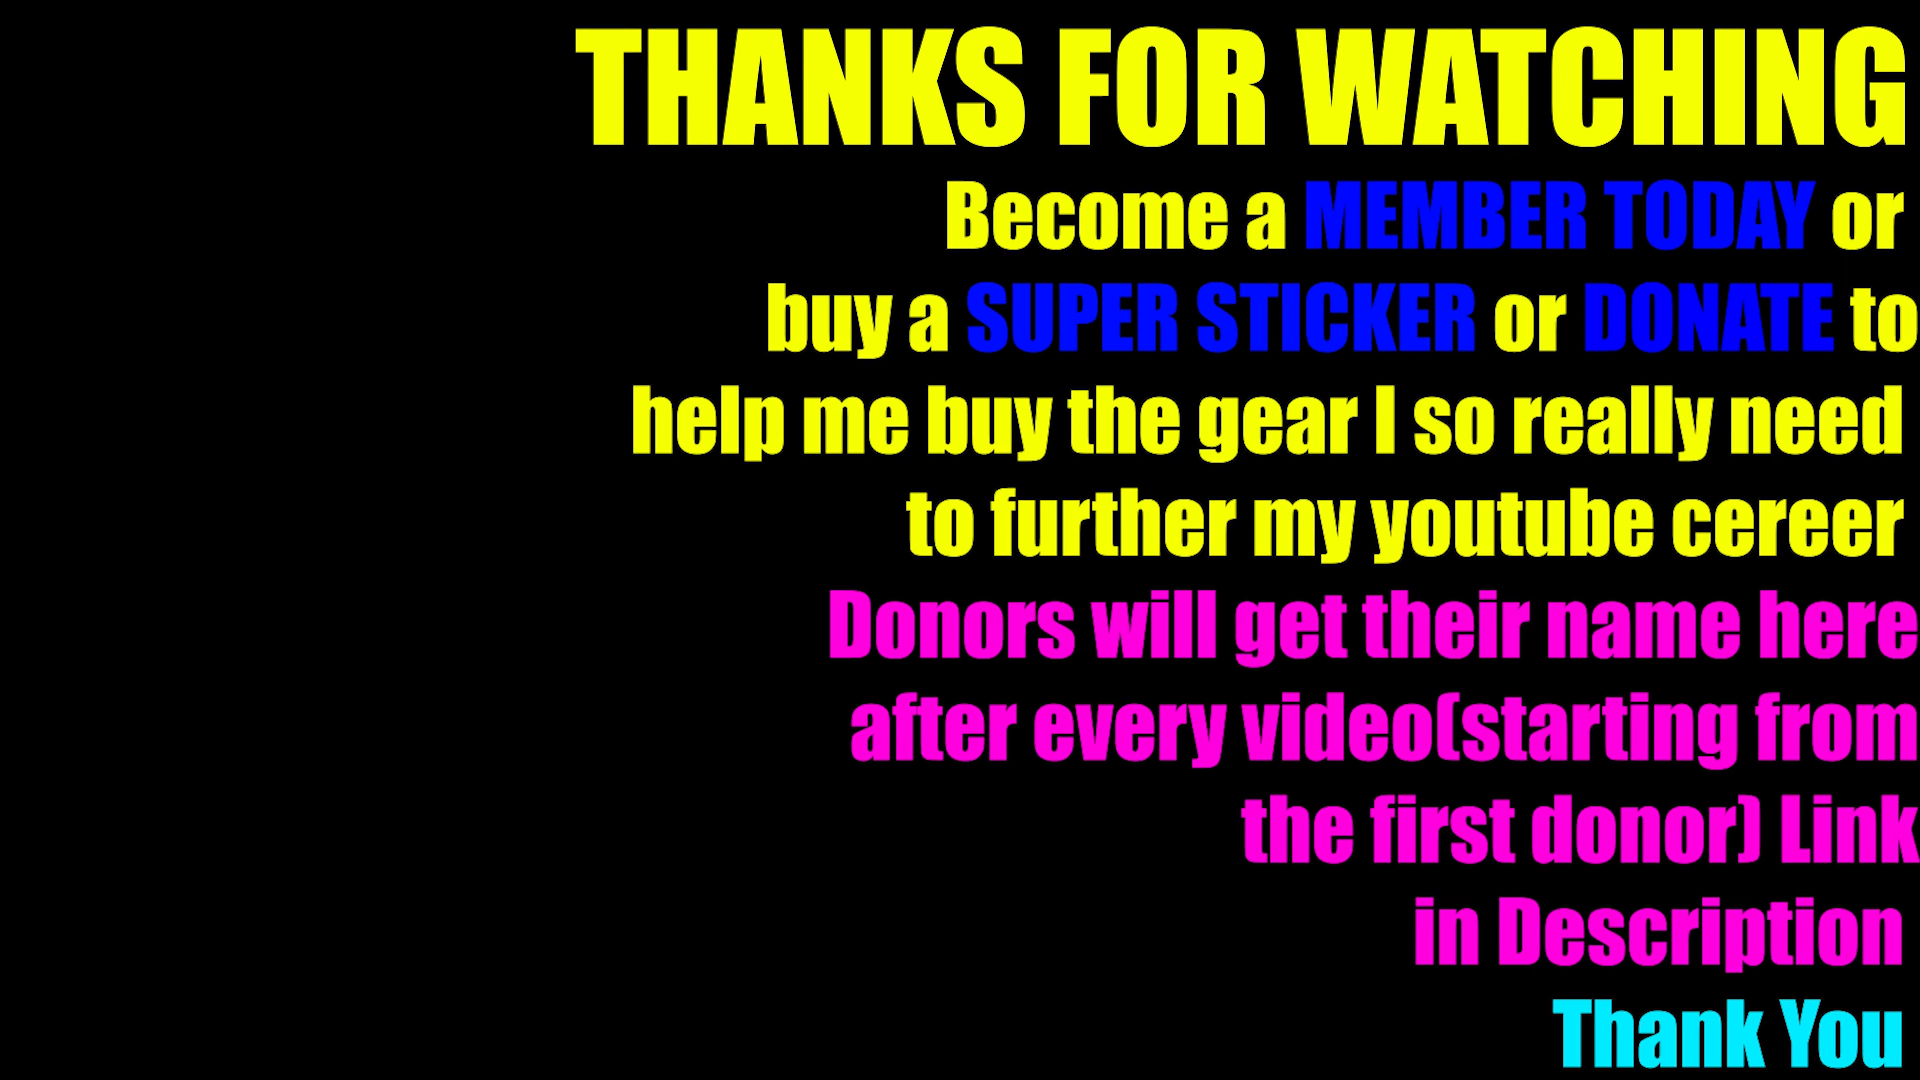 THANKS FOR WATCHING
Become a MEMBER TODAY or
buy a SUPER STICKER or DONATE to
help me buy the gear I so really need
to further my youtube cereer
Donors will get their name here
after every video(starting from
the first donor) Link
in Description
Thank You